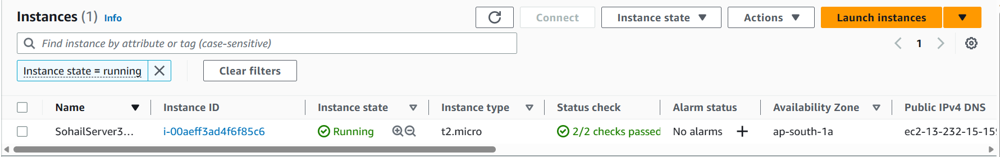 Instances (1) Info
Connect Instance state Actions Launch instances
Find instance by attribute or tag (case-sensitive)
1
Instance state = running
Clear filters
Name Instance ID Instance state Instance type Status check Alarm status Availability Zone Public IPv4 DNS
SohailServer3... i-00aeff3ad4f6f85c6 Running t2.micro 2/2 checks passed No alarms + ap-south-1a ec2-13-232-15-159